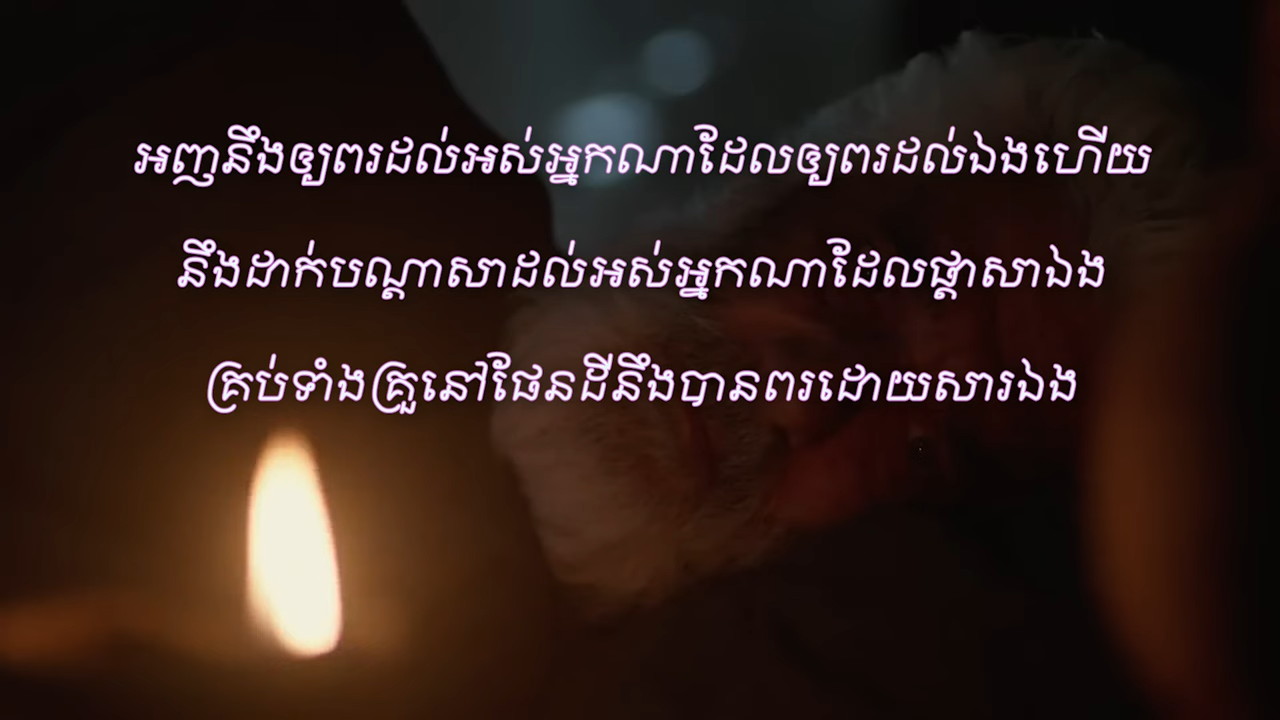 អញនឹងឲ្យពរដល់អស់អ្នកណាដែលឲ្យពរដល់ឯងហើយ
នឹងដាក់បណ្ដាសាដល់អស់អ្នកណាដែលផ្ដាសាឯង
គ្រប់ទាំងគ្រួនៅផែនដីនឹងបានពរដោយសារឯង